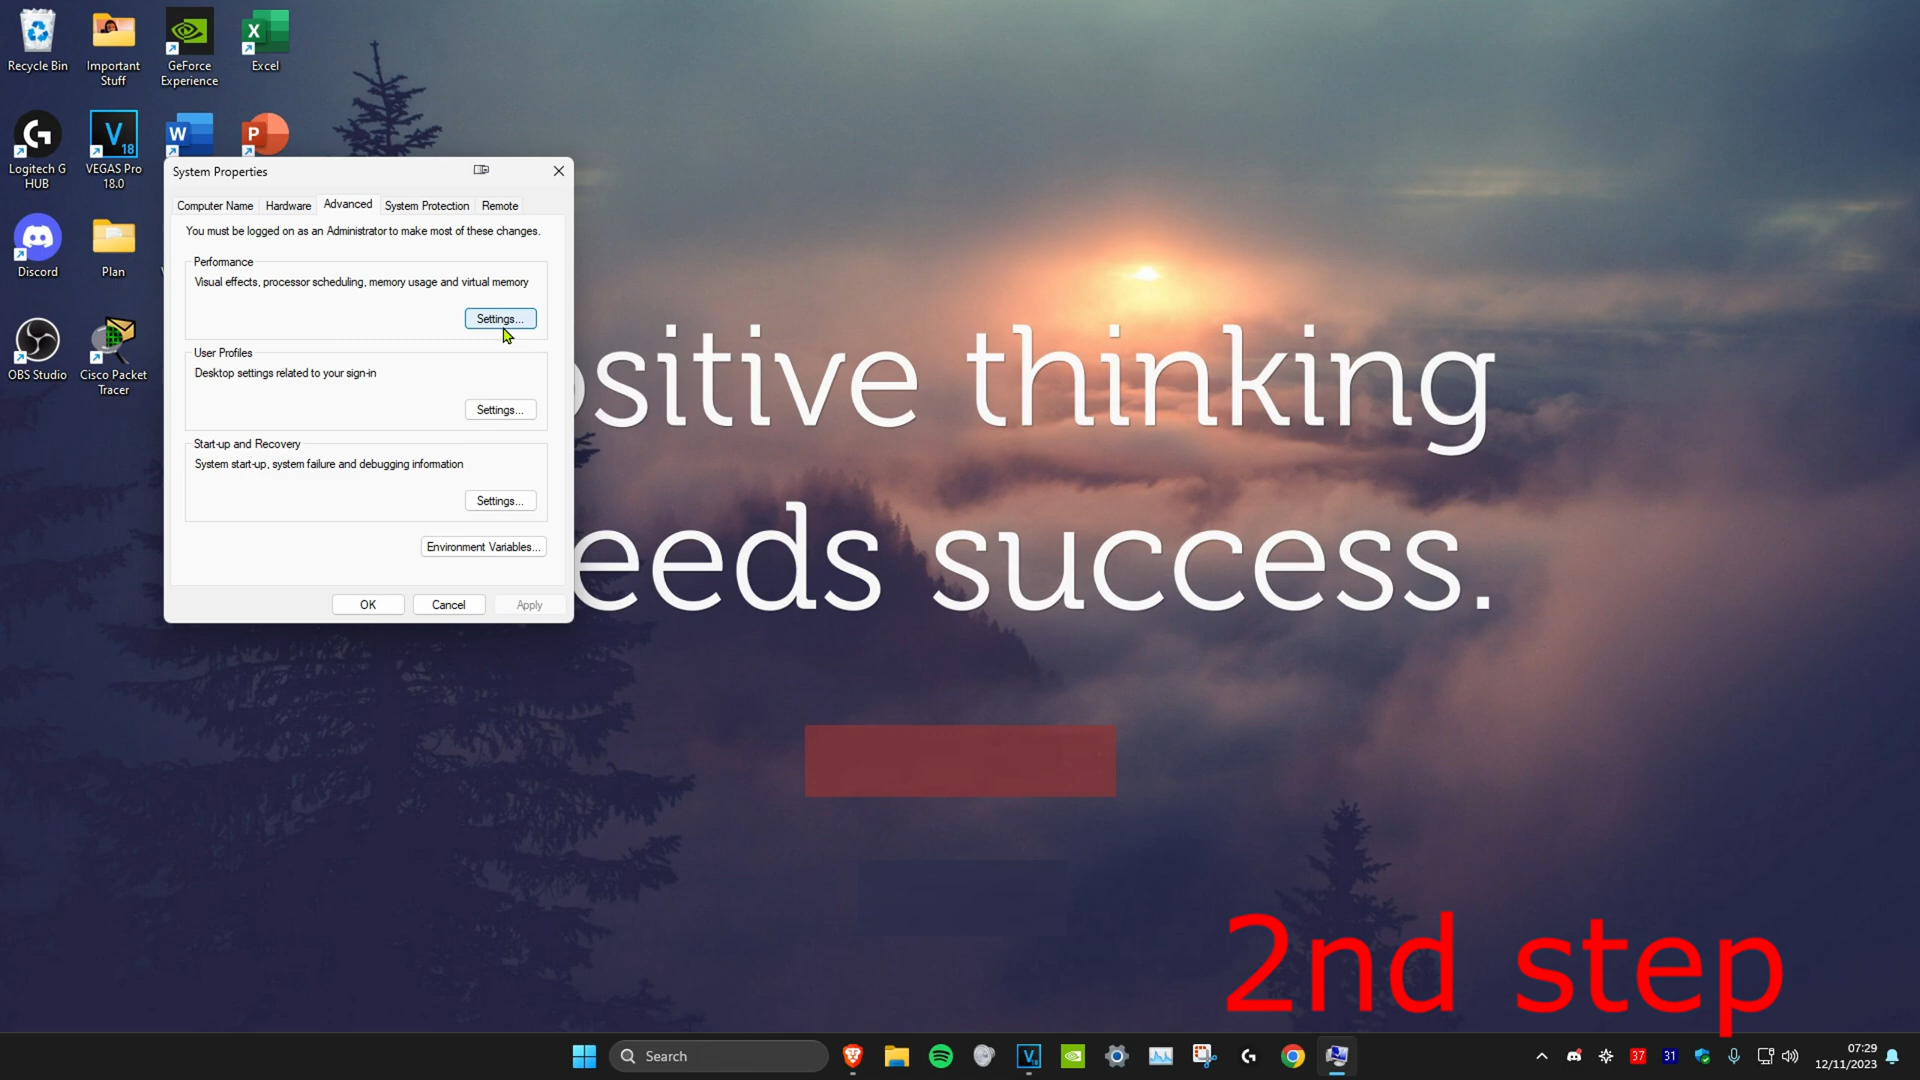 Recycle Bin
Important
Stuff
GeForce
Experience
Excel
Logitech G
HUB
VEGAS Pro
18.0
Discord
Plan
OBS Studio
Cisco Packet
Tracer
System Properties
Computer Name Hardware Advanced System Protection Remote
You must be logged on as an Administrator to make most of these changes.
Performance
Visual effects, processor scheduling, memory usage and virtual memory
Settings...
User Profiles
Desktop settings related to your sign-in
Settings...
Start-up and Recovery
System start-up, system failure and debugging information
Settings...
Environment Variables...
OK Cancel Apply
ositive thinking
eeds success.
2nd step
Search
37 31
07:29
12/11/2023